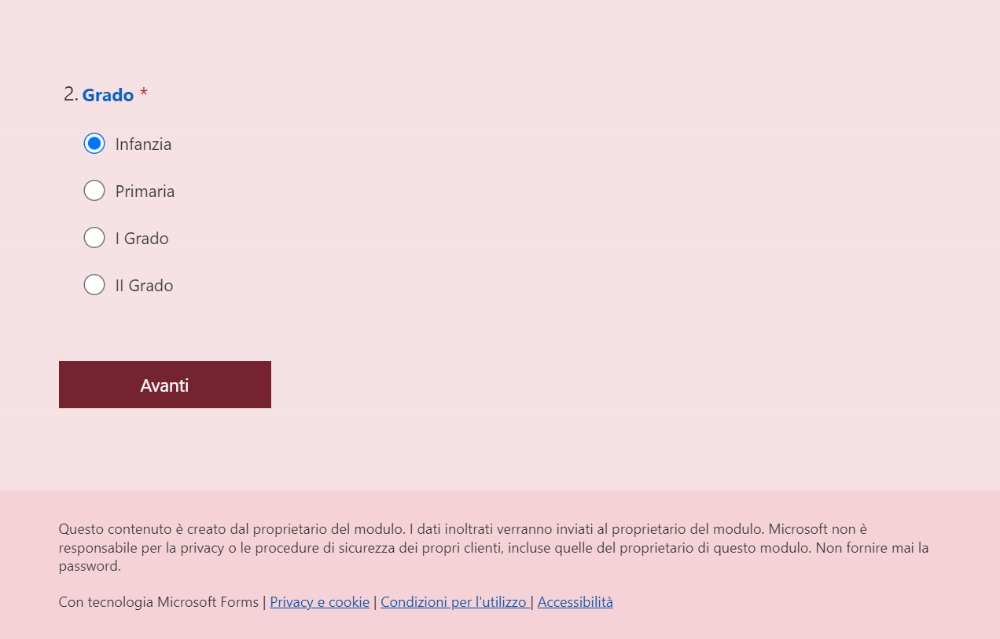 2. Grado *
Infanzia
Primaria
I Grado
II Grado
Avanti
Questo contenuto è creato dal proprietario del modulo. I dati inoltrati verranno inviati al proprietario del modulo. Microsoft non è
responsabile per la privacy o le procedure di sicurezza dei propri clienti, incluse quelle del proprietario di questo modulo. Non fornire mai la
password.
Con tecnologia Microsoft Forms | Privacy e cookie | Condizioni per l'utilizzo | Accessibilità